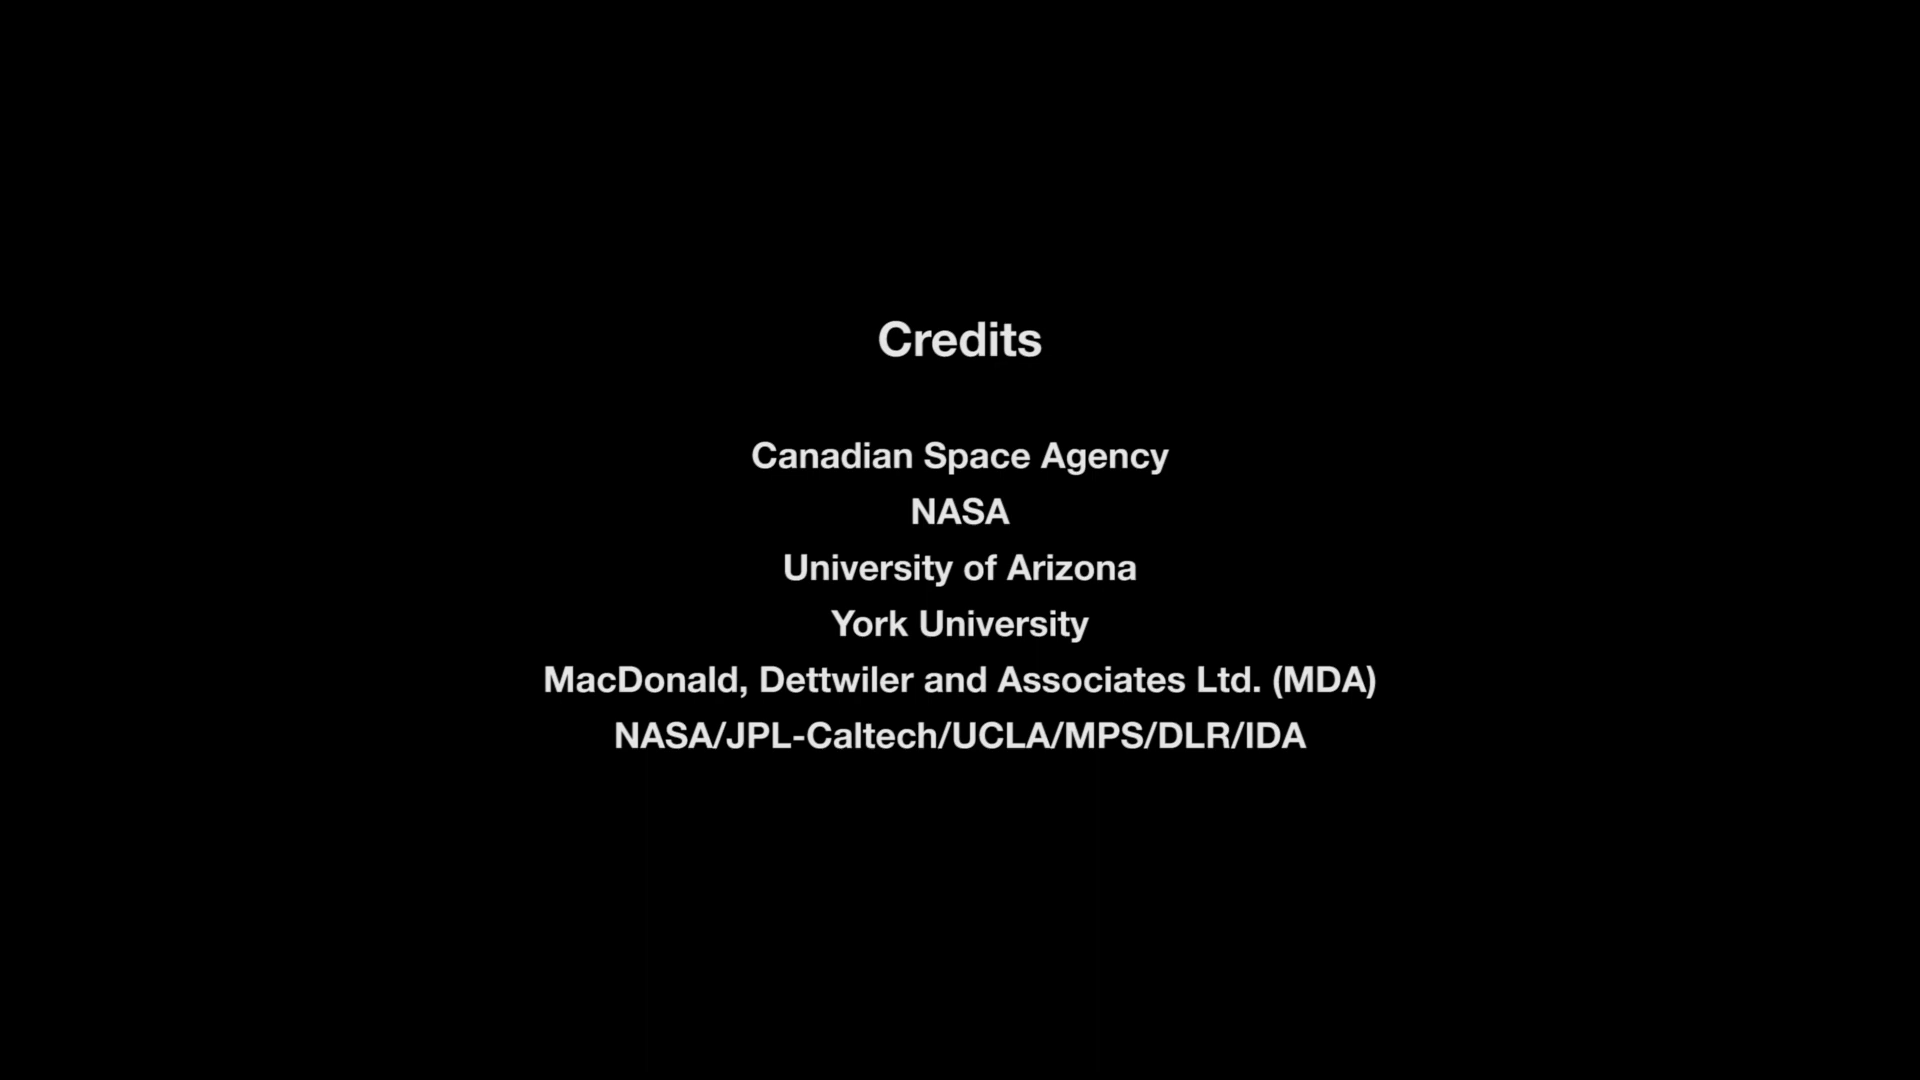 Credits
Canadian Space Agency
NASA
University of Arizona
York University
MacDonald, Dettwiler and Associates Ltd. (MDA)
NASA/JPL-Caltech/UCLA/MPS/DLR/IDA